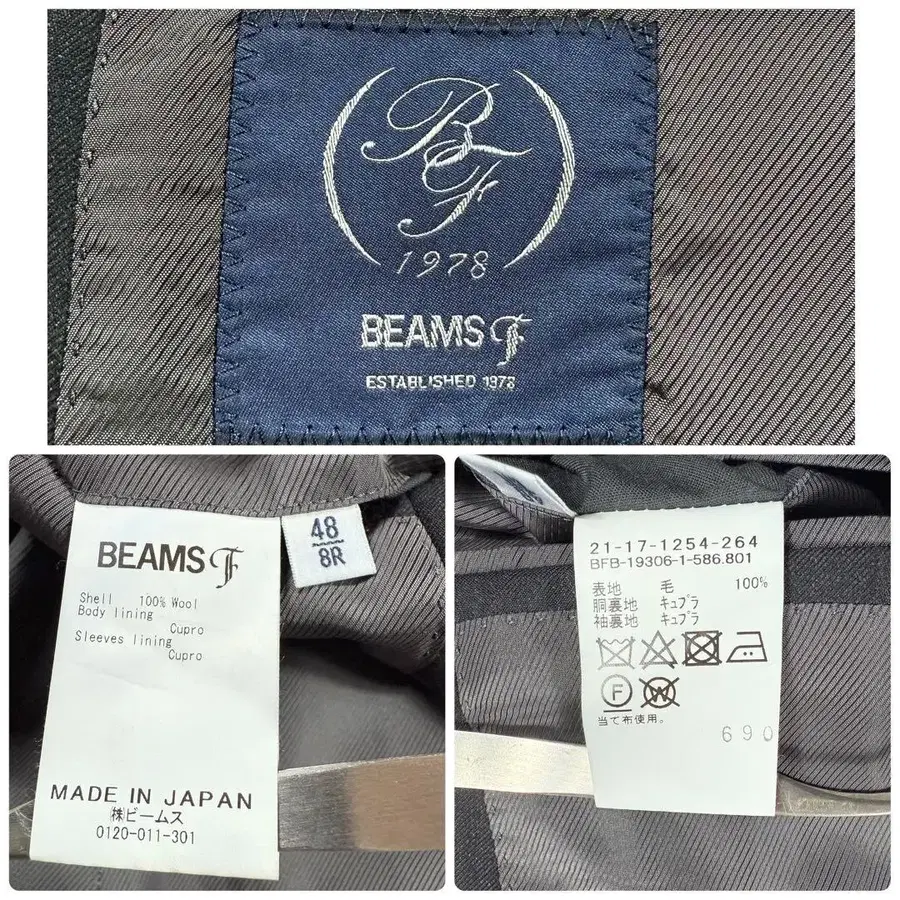 BF
1978
BEAMS F
ESTABLISHED 1978
BEAMS F
Shell 100% Wool
Body lining
Cupro
Sleeves lining
Cupro
MADE IN JAPAN
㈱ビームス
0120-011-301
48
8R
21-17-1254-264
BFB-19306-1-586.801
表地 毛 100%
胴裏地 キュプラ
袖裏地 キュプラ
F
W
当て布使用。
690